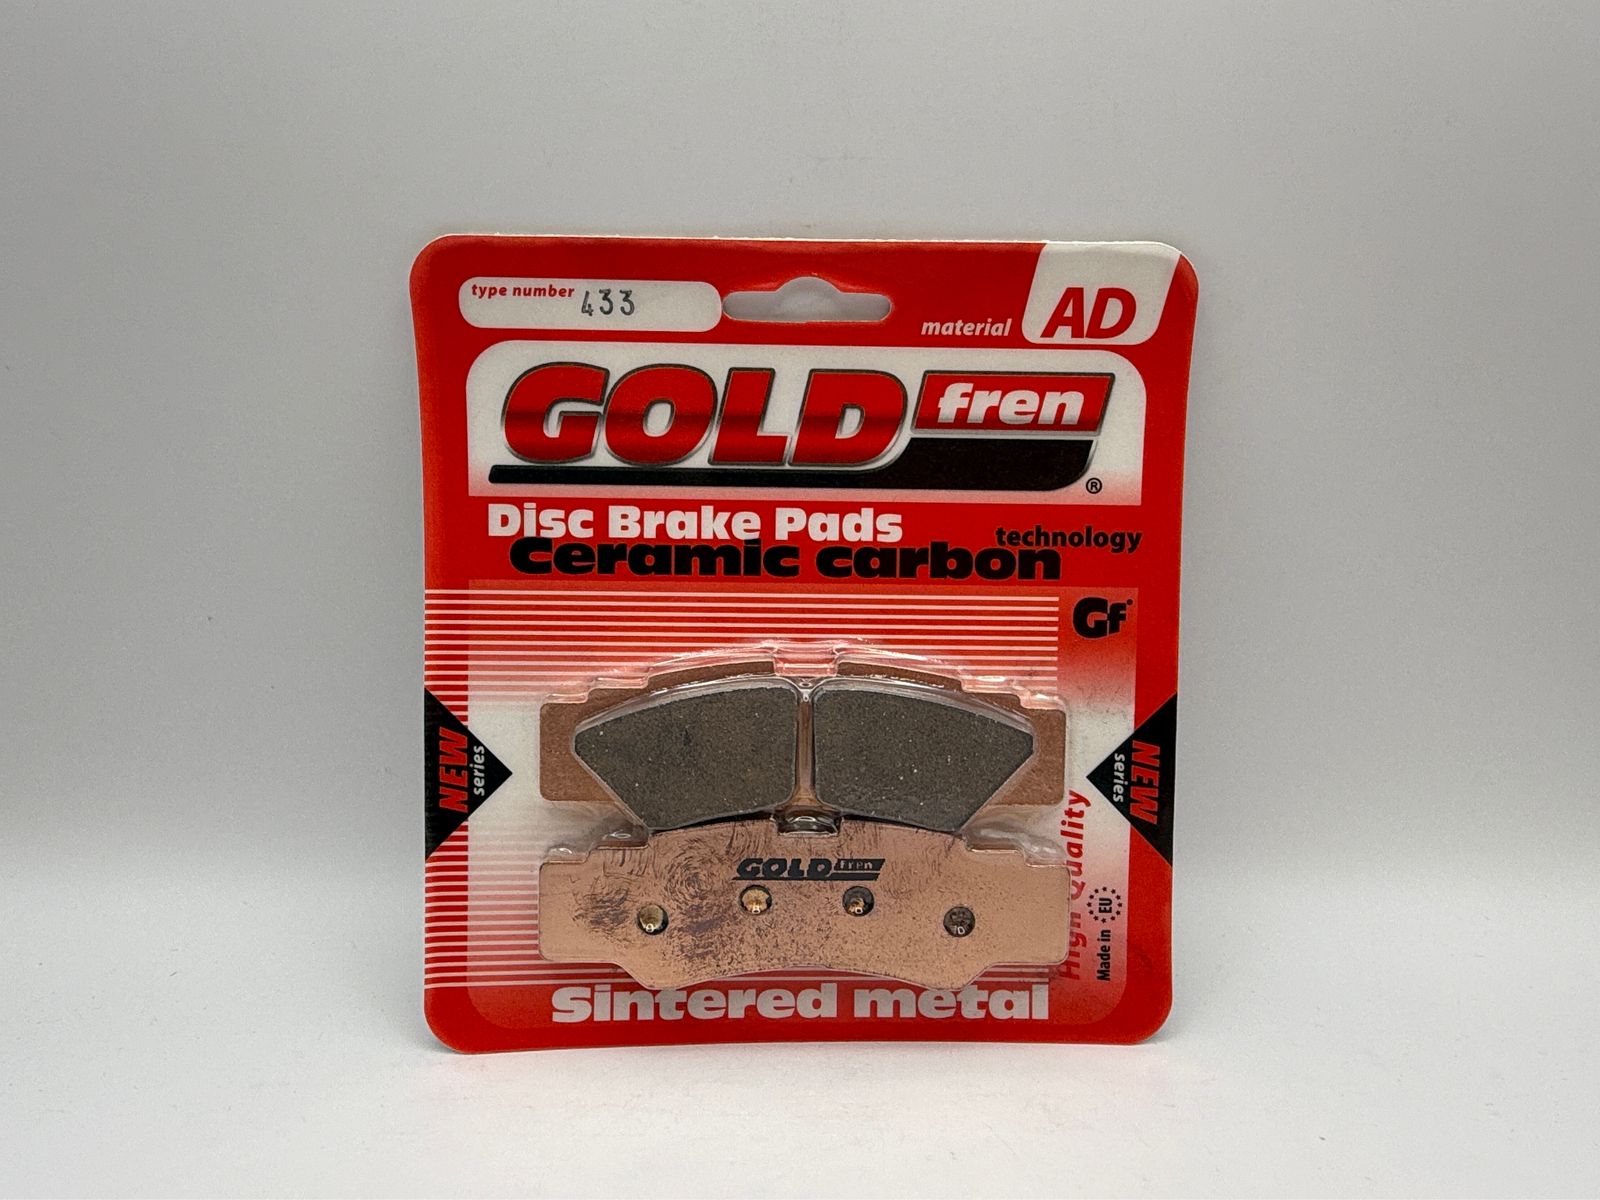 type number 433
material AD
GOLD fren
®
Disc Brake Pads
technology
Ceramic carbon
Gf
NEW
series
NEW
series
GOLD fren
High Quality
Made in EU
Sintered metal